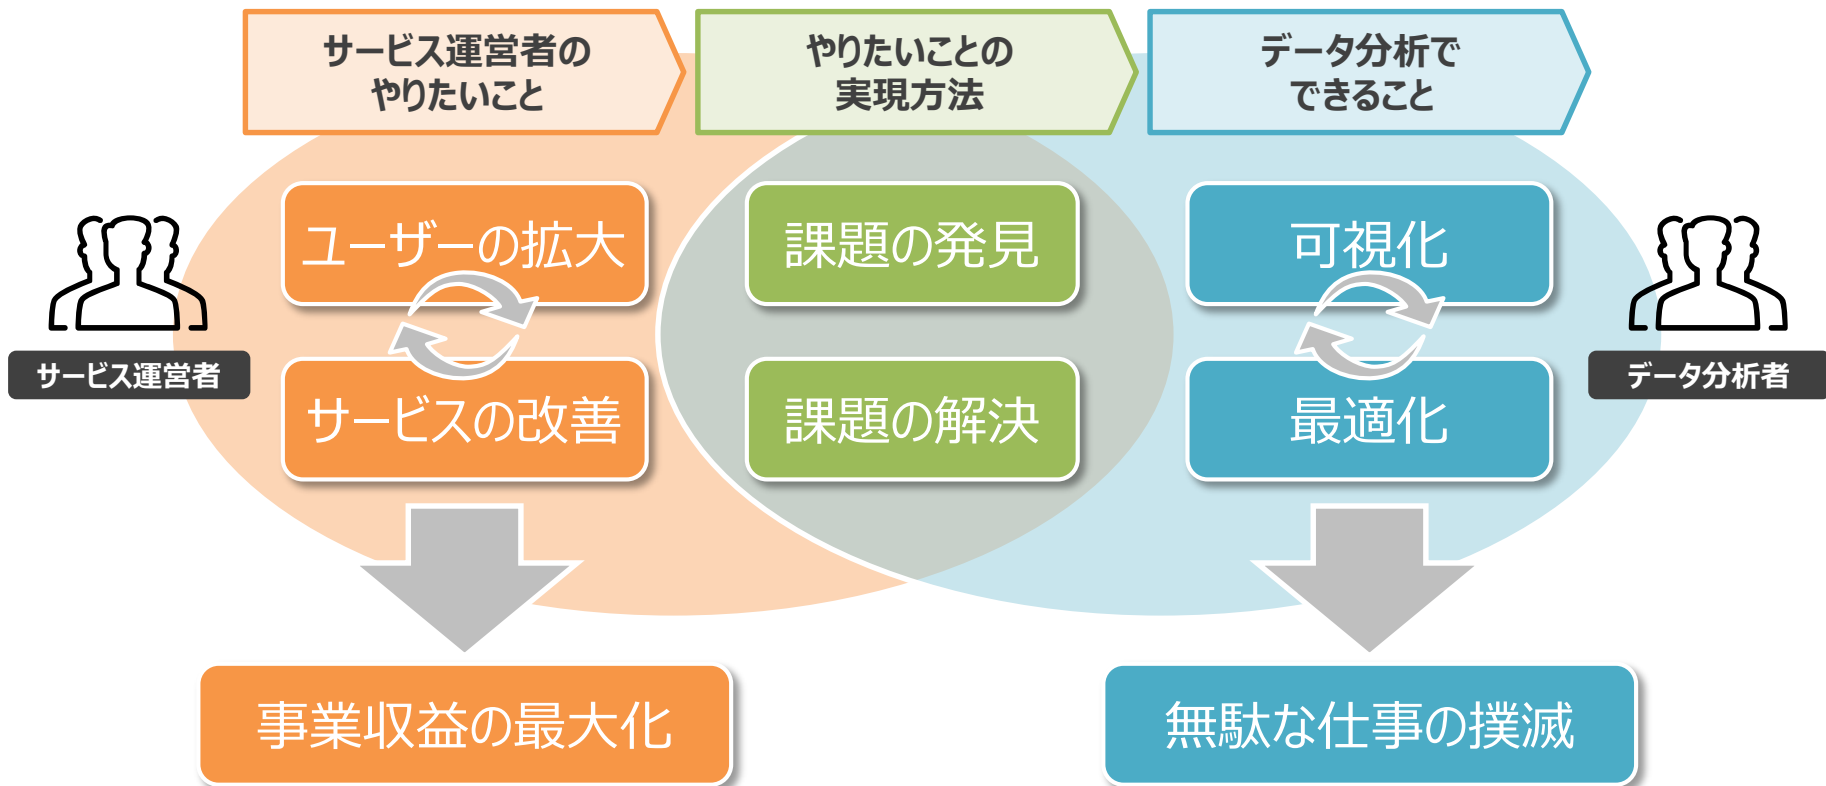 サービス運営者の
やりたいこと
やりたいことの
実現方法
データ分析で
できること
ユーザーの拡大
課題の発見
可視化
サービス運営者
データ分析者
サービスの改善
課題の解決
最適化
事業収益の最大化
無駄な仕事の撲滅